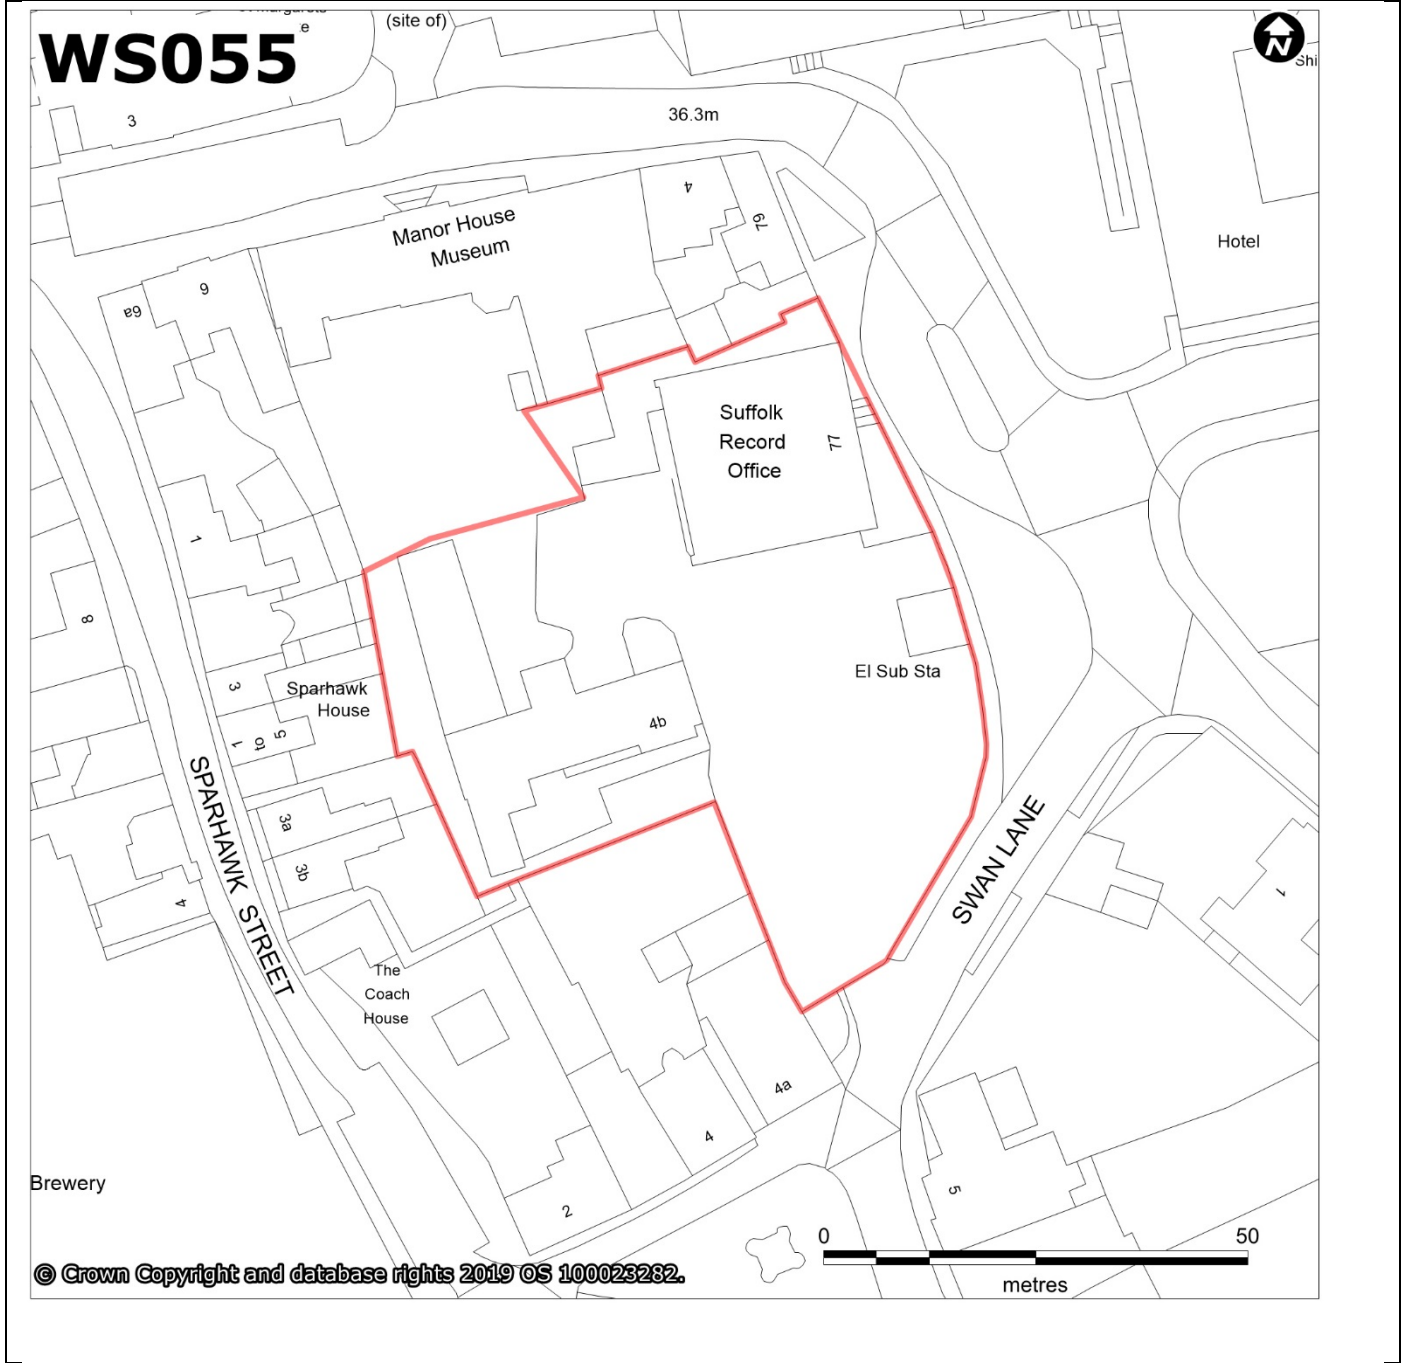 (site of)
WS055
N
3
36.3m
4
79
Manor House
Museum
Hotel
6
6a
Suffolk
Record
Office
77
1
8
El Sub Sta
3
Sparhawk
House
1
to
5
4b
3a
3b
SPARHAWK STREET
SWAN LANE
4
7
The
Coach
House
4a
4
5
2
Brewery
0
50
metres
© Crown Copyright and database rights 2019 OS 100023282.